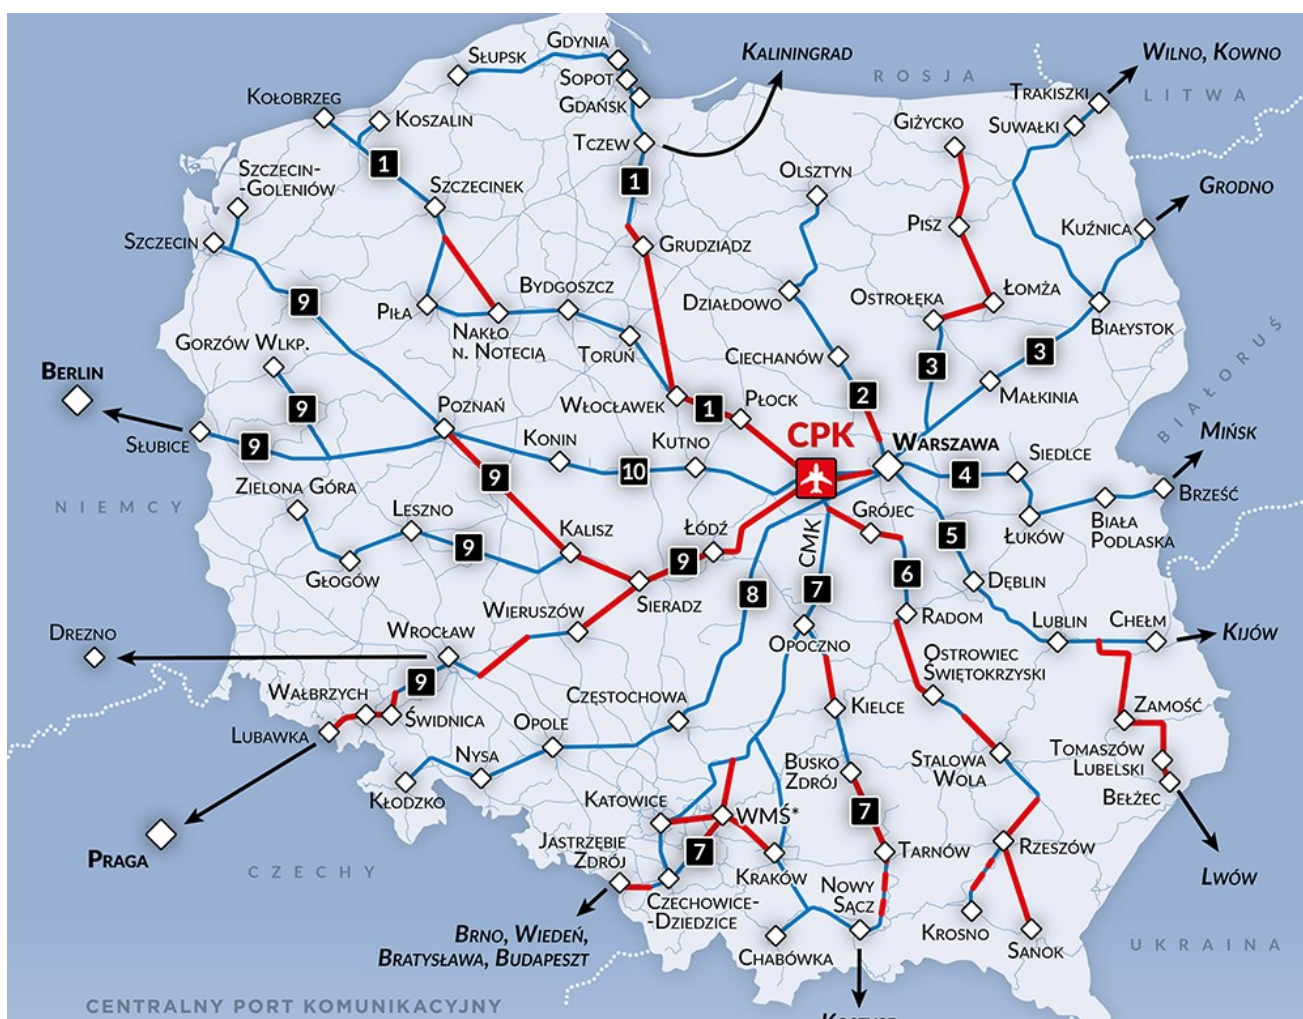 Gdynia
Słupsk
Sopot
Gdańsk
Kaliningrad
Rosja
Wilno, Kowno
Litwa
Trakiszki
Suwałki
Kołobrzeg
Koszalin
Tczew
Giżycko
1
1
Szczecin-
-Goleniów
Szczecinek
Olsztyn
Grodno
Szczecin
Grudziądz
Pisz
Kuźnica
9
Piła
Bydgoszcz
Działdowo
Ostrołęka
Łomża
Nakło
n. Notecią
Toruń
Białystok
Gorzów Wlkp.
Ciechanów
3
3
Białoruś
Berlin
9
Włocławek
1
Płock
2
Małkinia
Słubice
9
Poznań
Konin
Kutno
CPK
Warszawa
Siedlce
Mińsk
9
10
4
Brześć
Zielona Góra
Niemcy
Leszno
Kalisz
Łódź
CMK
Grójec
5
Łuków
Biała
Podlaska
Głogów
9
9
8
7
6
Dęblin
Sieradz
Wieruszów
Radom
Lublin
Chełm
Kijów
Drezno
Wrocław
Opoczno
Ostrowiec
Świętokrzyski
9
Wałbrzych
Świdnica
Lubawka
Częstochowa
Opole
Kielce
Zamość
Nysa
Kłodzko
Busko
Zdrój
Stalowa
Wola
Tomaszów
Lubelski
Bełżec
Katowice
WMŚ*
7
Praga
Czechy
Jastrzębie
Zdrój
7
Kraków
Tarnów
Rzeszów
Lwów
Czechowice-
-Dziedzice
Nowy
Sącz
Krosno
Sanok
Ukraina
Brno, Wiedeń,
Bratysława, Budapeszt
Chabówka
CENTRALNY PORT KOMUNIKACYJNY